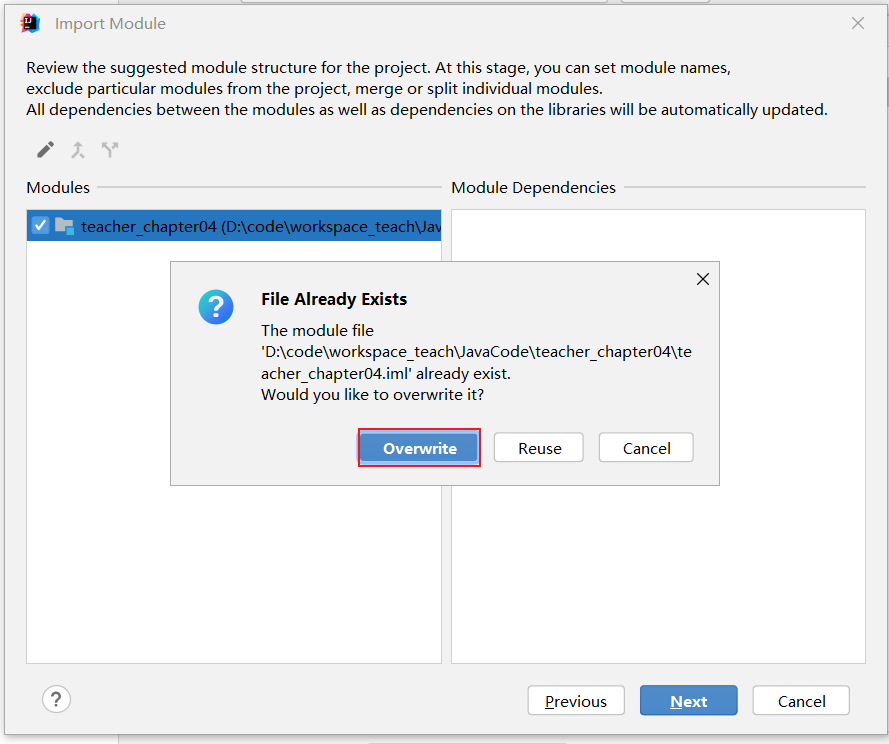 Import Module
Review the suggested module structure for the project. At this stage, you can set module names,
exclude particular modules from the project, merge or split individual modules.
All dependencies between the modules as well as dependencies on the libraries will be automatically updated.
Modules
Module Dependencies
teacher_chapter04 (D:\code\workspace_teach\Jav
File Already Exists
The module file
'D:\code\workspace_teach\JavaCode\teacher_chapter04\te
acher_chapter04.iml' already exist.
Would you like to overwrite it?
Overwrite
Reuse
Cancel
?
Previous
Next
Cancel